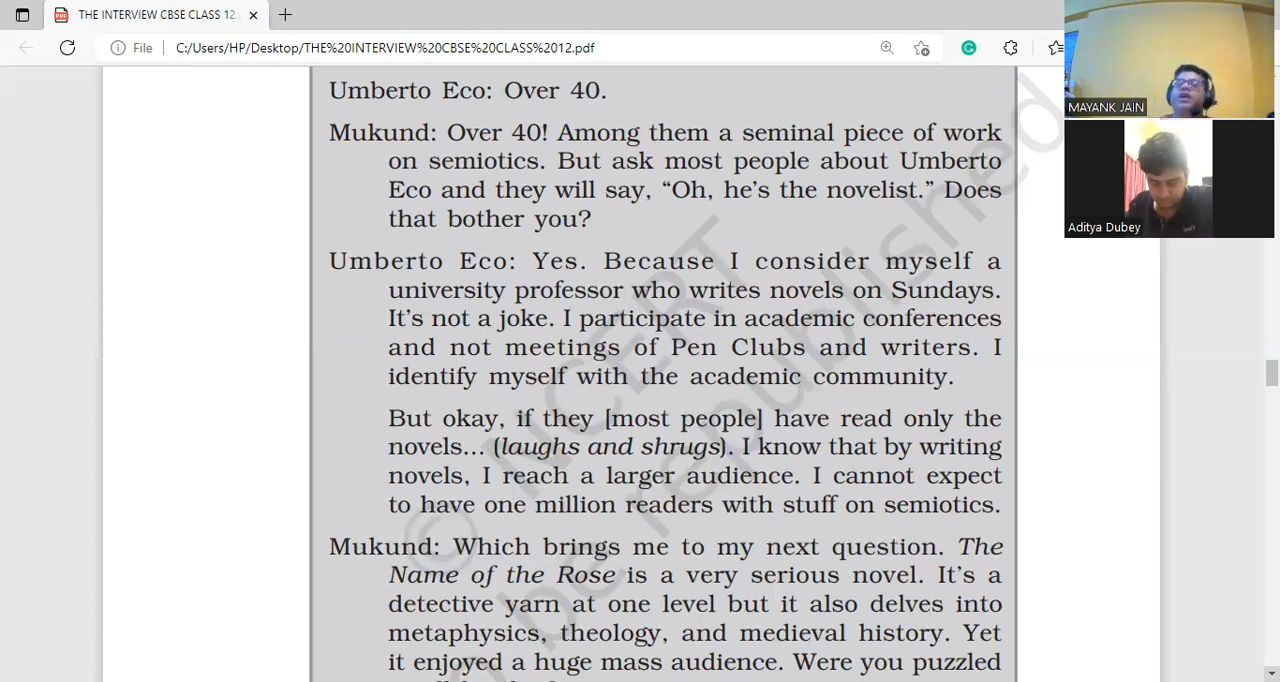 THE INTERVIEW CBSE CLASS 12.
File
C:/Users/HP/Desktop/THE%20INTERVIEW%20CBSE%20CLASS%2012.pdf
MAYANK JAIN
Aditya Dubey
Umberto Eco: Over 40.
Mukund: Over 40! Among them a seminal piece of work
on semiotics. But ask most people about Umberto
Eco and they will say, “Oh, he’s the novelist.” Does
that bother you?
Umberto Eco: Yes. Because I consider myself a
university professor who writes novels on Sundays.
It’s not a joke. I participate in academic conferences
and not meetings of Pen Clubs and writers. I
identify myself with the academic community.
But okay, if they [most people] have read only the
novels... (laughs and shrugs). I know that by writing
novels, I reach a larger audience. I cannot expect
to have one million readers with stuff on semiotics.
Mukund: Which brings me to my next question. The
Name of the Rose is a very serious novel. It’s a
detective yarn at one level but it also delves into
metaphysics, theology, and medieval history. Yet
it enjoyed a huge mass audience. Were you puzzled
© NCERT
be republished